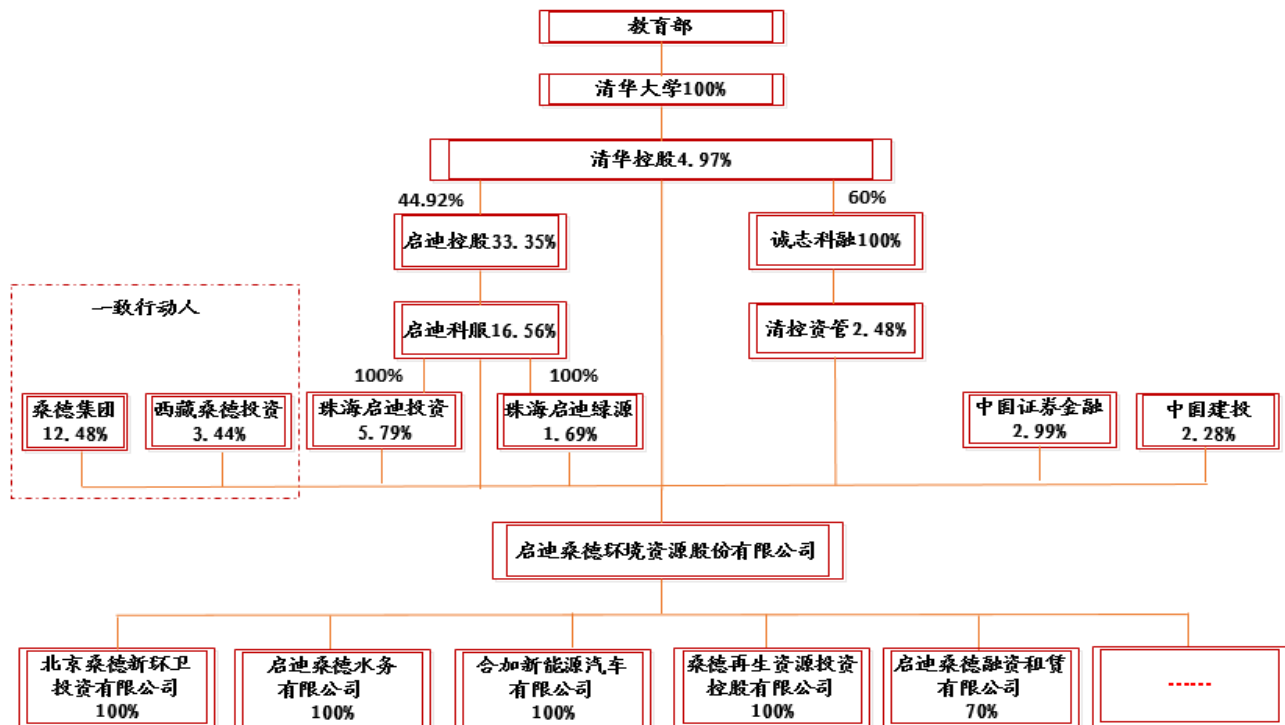 教育部
清华大学100%
清华控股4.97%
44.92%
60%
启迪控股33.35%
诚志科融100%
一致行动人
启迪科服16.56%
清控资管2.48%
100%
100%
桑德集团
12.48%
西藏桑德投资
3.44%
珠海启迪投资
5.79%
珠海启迪绿源
1.69%
中国证券金融
2.99%
中国建投
2.28%
启迪桑德环境资源股份有限公司
北京桑德新环卫
投资有限公司
100%
启迪桑德水务
有限公司
100%
合加新能源汽车
有限公司
100%
桑德再生资源投资
控股有限公司
100%
启迪桑德融资租赁
有限公司
70%
······